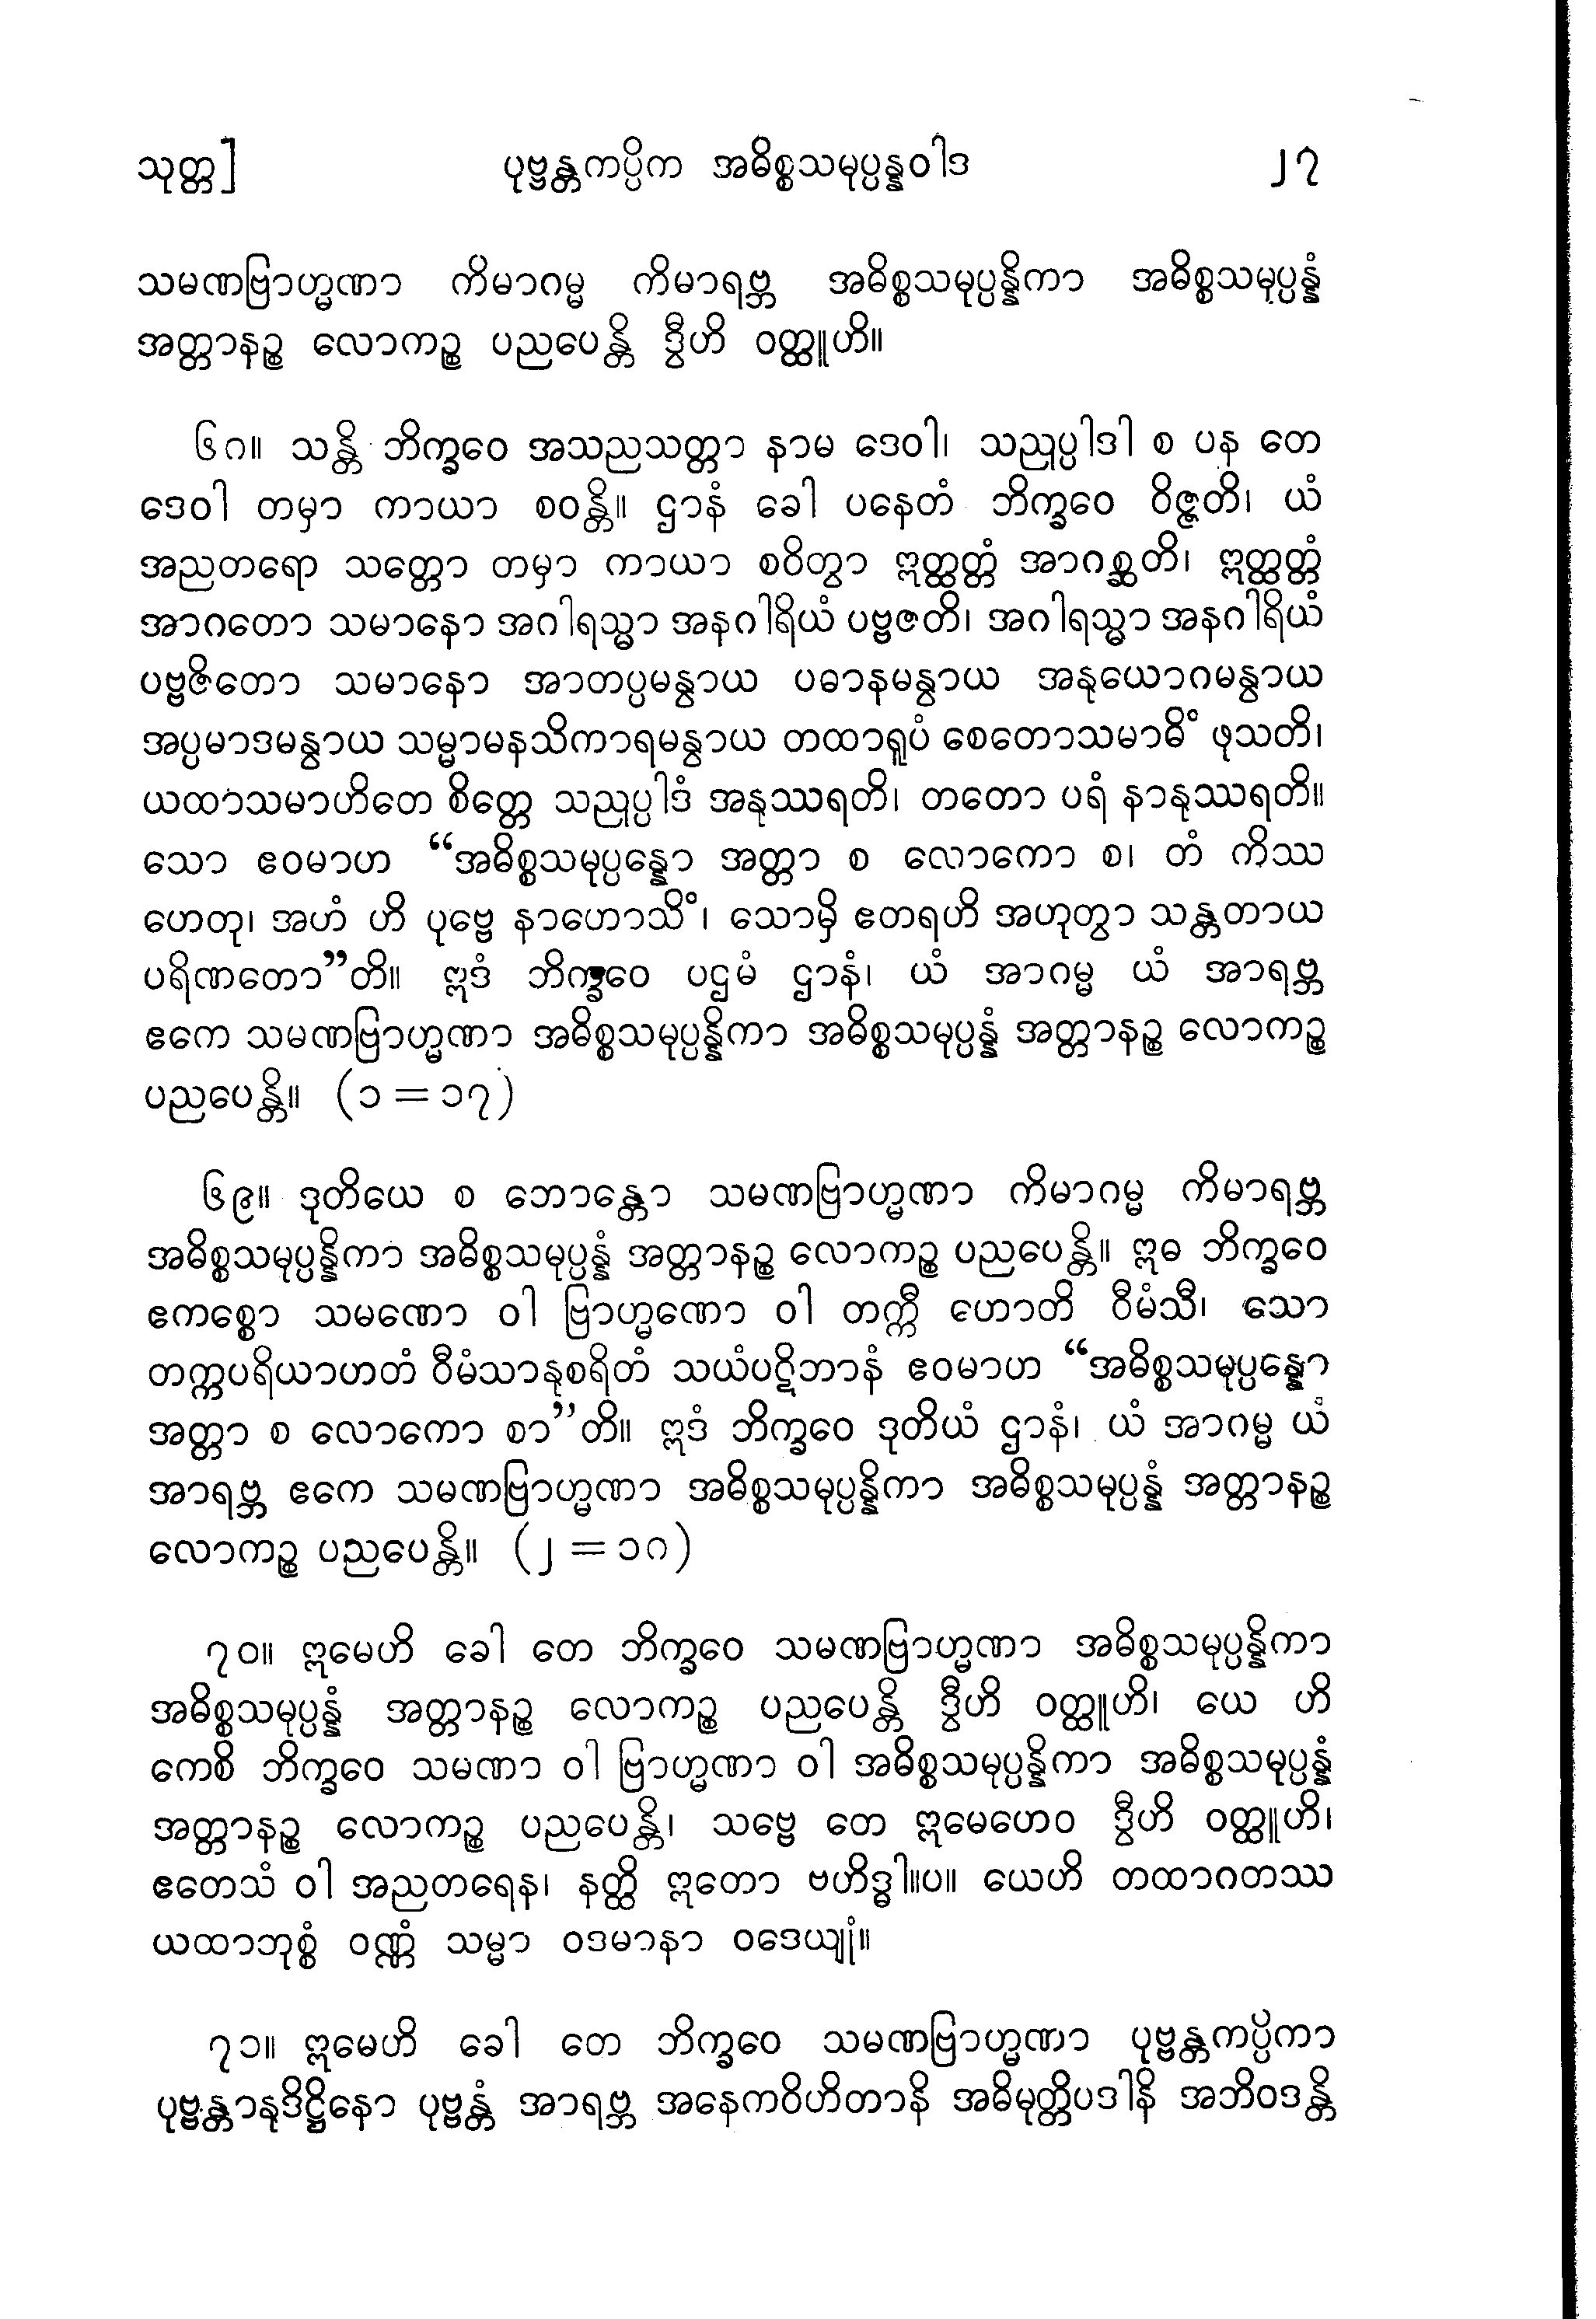 သုတ္တ] ပုဗ္ဗန္တကပ္ပိက အဓိစ္စသမုပ္ပန္နဝါဒ ၂၇
သမဏဗြာဟ္မဏာ ကိမာဂမ္မ ကိမာရဗ္ဘ အဓိစ္စသမုပ္ပန္နိကာ အဓိစ္စသမုပ္ပန္နံ
အတ္တာနဉ္စ လောကဉ္စ ပညပေန္တိ ဒွီဟိ ဝတ္ထူဟိ။
၆၈။ သန္တိ ဘိက္ခဝေ အသညသတ္တာ နာမ ဒေဝါ၊ သညုပ္ပါဒါ စ ပန တေ
ဒေဝါ တမှာ ကာယာ စဝန္တိ။ ဌာနံ ခေါ ပနေတံ ဘိက္ခဝေ ဝိဇ္ဇတိ၊ ယံ
အညတရော သတ္တော တမှာ ကာယာ စဝိတွာ ဣတ္ထတ္တံ အာဂစ္ဆတိ၊ ဣတ္ထတ္တံ
အာဂတော သမာနော အဂါရသ္မာ အနဂါရိယံ ပဗ္ဗဇတိ၊ အဂါရသ္မာ အနဂါရိယံ
ပဗ္ဗဇိတော သမာနော အာတပ္ပမန္ွာယ ပဓာနမန္ွာယ အနုယောဂမန္ွာယ
အပ္ပမာဒမန္ွာယ သမ္မာမနသိကာရမန္ွာယ တထာရူပံ စေတောသမာဓိံ ဖုသတိ၊
ယထာသမာဟိတေ စိတ္တေ သညုပ္ပါဒံ အနုဿရတိ၊ တတော ပရံ နာနုဿရတိ။
သော ဧဝမာဟ “အဓိစ္စသမုပ္ပန္နော အတ္တာ စ လောကော စ၊ တံ ကိဿ
ဟေတု၊ အဟံ ဟိ ပုဗ္ဗေ နာဟောသိံ၊ သောမှိ ဧတရဟိ အဟုတွာ သန္တတာယ
ပရိဏတော”တိ။ ဣဒံ ဘိက္ခဝေ ပဌမံ ဌာနံ၊ ယံ အာဂမ္မ ယံ အာရဗ္ဘ
ဧကေ သမဏဗြာဟ္မဏာ အဓိစ္စသမုပ္ပန္နိကာ အဓိစ္စသမုပ္ပန္နံ အတ္တာနဉ္စ လောကဉ္စ
ပညပေန္တိ။ (၁ = ၁၇)
၆၉။ ဒုတိယေ စ ဘောန္တော သမဏဗြာဟ္မဏာ ကိမာဂမ္မ ကိမာရဗ္ဘ
အဓိစ္စသမုပ္ပန္နိကာ အဓိစ္စသမုပ္ပန္နံ အတ္တာနဉ္စ လောကဉ္စ ပညပေန္တိ။ ဣဓ ဘိက္ခဝေ
ဧကစ္စော သမဏော ဝါ ဗြာဟ္မဏော ဝါ တက္ကီ ဟောတိ ဝီမံသီ၊ သော
တက္ကပရိယာဟတံ ဝီမံသာနုစရိတံ သယံပဋိဘာနံ ဧဝမာဟ “အဓိစ္စသမုပ္ပန္နော
အတ္တာ စ လောကော စာ”တိ။ ဣဒံ ဘိက္ခဝေ ဒုတိယံ ဌာနံ၊ ယံ အာဂမ္မ ယံ
အာရဗ္ဘ ဧကေ သမဏဗြာဟ္မဏာ အဓိစ္စသမုပ္ပန္နိကာ အဓိစ္စသမုပ္ပန္နံ အတ္တာနဉ္စ
လောကဉ္စ ပညပေန္တိ။ (၂ = ၁၈)
၇၀။ ဣမေဟိ ခေါ တေ ဘိက္ခဝေ သမဏဗြာဟ္မဏာ အဓိစ္စသမုပ္ပန္နိကာ
အဓိစ္စသမုပ္ပန္နံ အတ္တာနဉ္စ လောကဉ္စ ပညပေန္တိ ဒွီဟိ ဝတ္ထူဟိ၊ ယေ ဟိ
ကေစိ ဘိက္ခဝေ သမဏာ ဝါ ဗြာဟ္မဏာ ဝါ အဓိစ္စသမုပ္ပန္နိကာ အဓိစ္စသမုပ္ပန္နံ
အတ္တာနဉ္စ လောကဉ္စ ပညပေန္တိ၊ သဗ္ဗေ တေ ဣမေဟေဝ ဒွီဟိ ဝတ္ထူဟိ၊
ဧတေသံ ဝါ အညတရေန၊ နတ္ထိ ဣတော ဗဟိဒ္ဓါ။ပ။ ယေဟိ တထာဂတဿ
ယထာဘုစ္စံ ဝဏ္ဏံ သမ္မာ ဝဒမာနာ ဝဒေယျုံ။
၇၁။ ဣမေဟိ ခေါ တေ ဘိက္ခဝေ သမဏဗြာဟ္မဏာ ပုဗ္ဗန္တကပ္ပိကာ
ပုဗ္ဗန္တာနုဒိဋ္ဌိနော ပုဗ္ဗန္တံ အာရဗ္ဘ အနေကဝိဟိတာနိ အဓိမုတ္တိပဒါနိ အဘိဝဒန္တိ